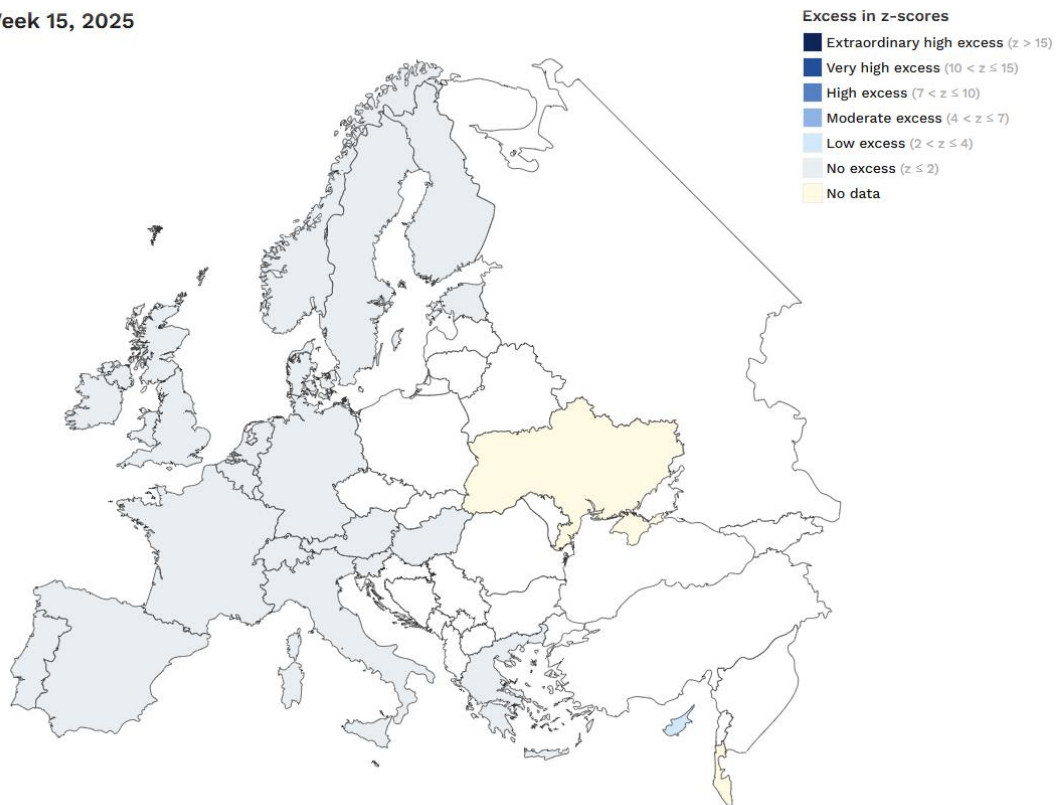 eek 15, 2025
Excess in z-scores
Extraordinary high excess (z > 15)
Very high excess (10 < z ≤ 15)
High excess (7 < z ≤ 10)
Moderate excess (4 < z ≤ 7)
Low excess (2 < z ≤ 4)
No excess (z ≤ 2)
No data